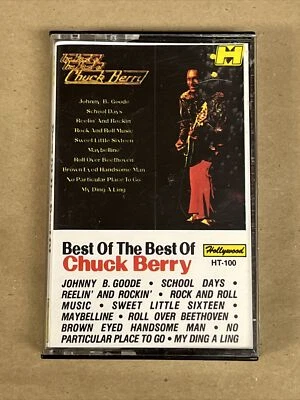 Best of
the Best of
Chuck Berry
Johnny B. Goode
School Days
Reelin' And Rockin
Rock And Roll Music
Sweet Little Sixteen
Maybelline
Roll Over Beethoven
Brown Eyed Handsome Man
No Particular Place To Go
My Ding A Ling
H
Best Of The Best Of
Chuck Berry
Hollywood
HT-100
JOHNNY B. GOODE • SCHOOL DAYS •
REELIN' AND ROCKIN' • ROCK AND ROLL
MUSIC • SWEET LITTLE SIXTEEN •
MAYBELLINE • ROLL OVER BEETHOVEN •
BROWN EYED HANDSOME MAN • NO
PARTICULAR PLACE TO GO • MY DING A LING